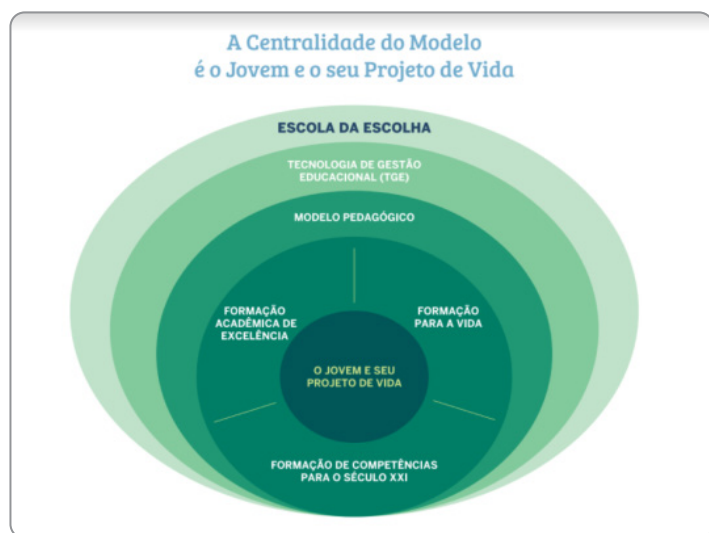 A Centralidade do Modelo
é o Jovem e o seu Projeto de Vida
ESCOLA DA ESCOLHA
TECNOLOGIA DE GESTÃO
EDUCACIONAL (TGE)
MODELO PEDAGÓGICO
FORMAÇÃO
ACADÊMICA DE
EXCELÊNCIA
FORMAÇÃO
PARA A VIDA
O JOVEM E SEU
PROJETO DE VIDA
FORMAÇÃO DE COMPETÊNCIAS
PARA O SÉCULO XXI